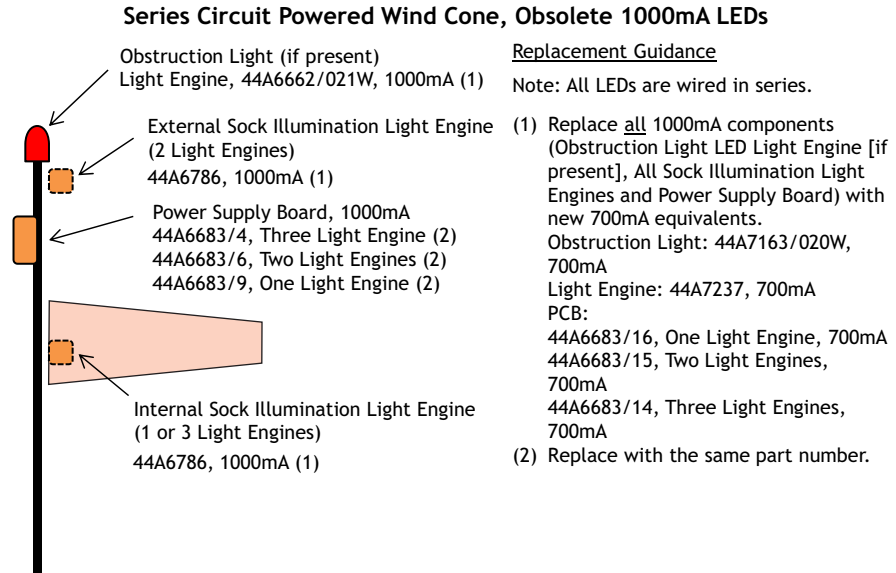 Series Circuit Powered Wind Cone, Obsolete 1000mA LEDs
Obstruction Light (if present)
Light Engine, 44A6662/021W, 1000mA (1)
External Sock Illumination Light Engine
(2 Light Engines)
44A6786, 1000mA (1)
Power Supply Board, 1000mA
44A6683/4, Three Light Engine (2)
44A6683/6, Two Light Engines (2)
44A6683/9, One Light Engine (2)
Internal Sock Illumination Light Engine
(1 or 3 Light Engines)
44A6786, 1000mA (1)
Replacement Guidance
Note: All LEDs are wired in series.
(1) Replace all 1000mA components
(Obstruction Light LED Light Engine [if
present], All Sock Illumination Light
Engines and Power Supply Board) with
new 700mA equivalents.
Obstruction Light: 44A7163/020W,
700mA
Light Engine: 44A7237, 700mA
PCB:
44A6683/16, One Light Engine, 700mA
44A6683/15, Two Light Engines,
700mA
44A6683/14, Three Light Engines,
700mA
(2) Replace with the same part number.